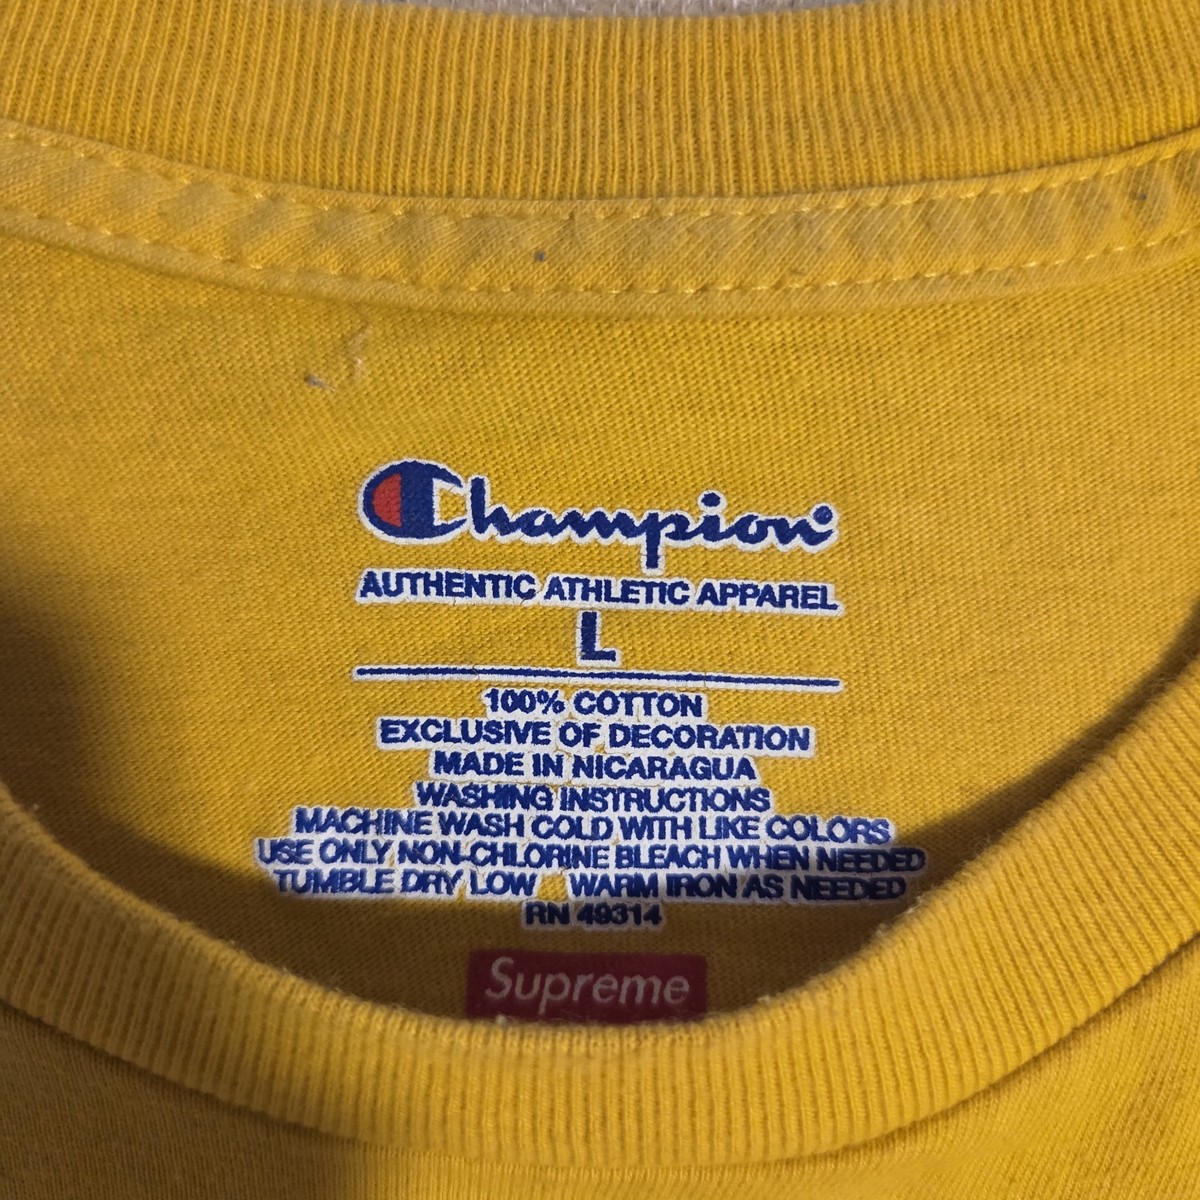 Champion
AUTHENTIC ATHLETIC APPAREL
L
100% COTTON
EXCLUSIVE OF DECORATION
MADE IN NICARAGUA
WASHING INSTRUCTIONS
MACHINE WASH COLD WITH LIKE COLORS
USE ONLY NON-CHLORINE BLEACH WHEN NEEDED
TUMBLE DRY LOW WARM IRON AS NEEDED
RN 49314
Supreme